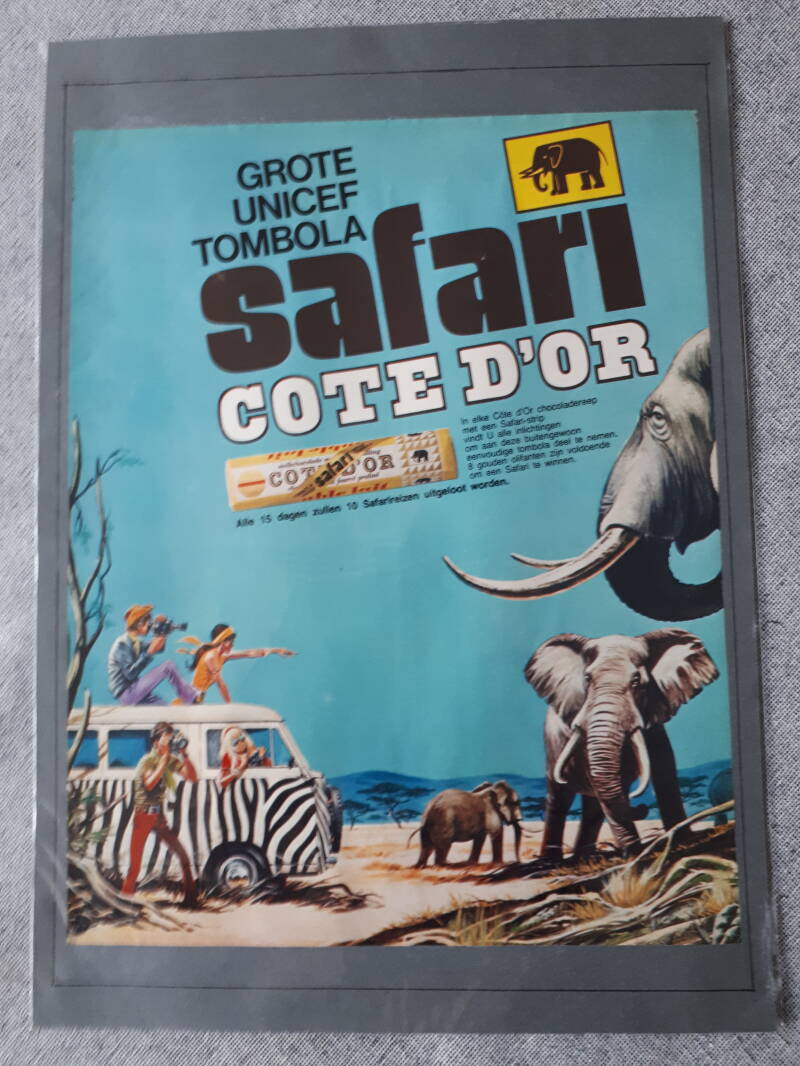 GROTE
UNICEF
TOMBOLA
safari
COTE D'OR
In elke Côte d'Or chocoladereep
met een Safari-strip
vindt U alle inlichtingen
om aan deze buitengewoon
eenvoudige tombola deel te nemen.
8 gouden olifanten zijn voldoende
om een Safari te winnen.
COTE D'OR
safari
Alle 15 dagen zullen 10 Safarireizen uitgeloot worden.